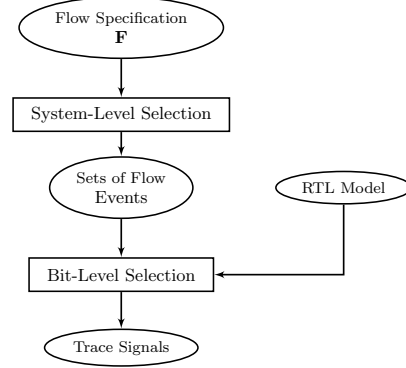 Flow Specification
F
System-Level Selection
Sets of Flow
Events
RTL Model
Bit-Level Selection
Trace Signals